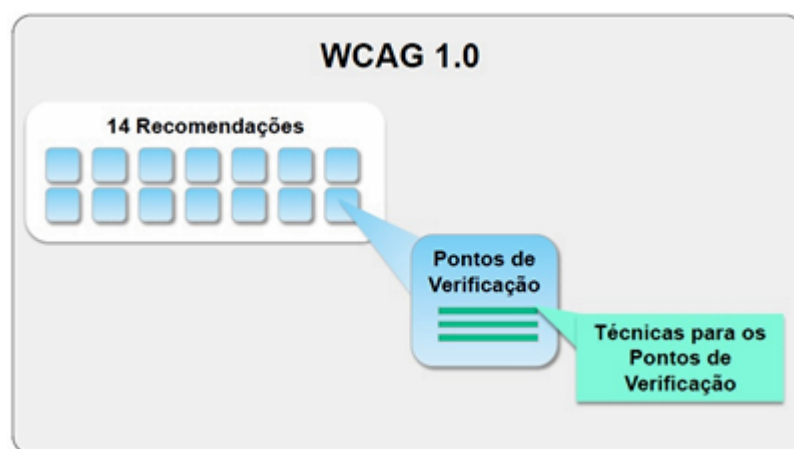 WCAG 1.0
14 Recomendações
Pontos de
Verificação
Técnicas para os
Pontos de
Verificação